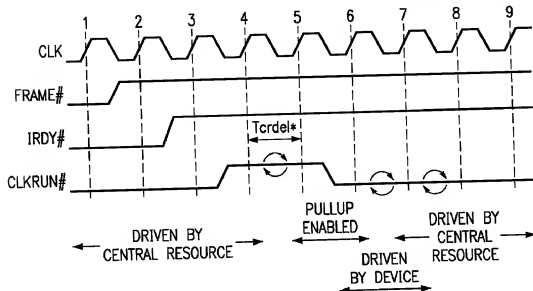 1 2 3 4 5 6 7 8 9
CLK
FRAME#
IRDY#
Tcrdel*
CLKRUN#
DRIVEN BY
CENTRAL RESOURCE
PULLUP
ENABLED
DRIVEN BY
CENTRAL
RESOURCE
DRIVEN
BY DEVICE